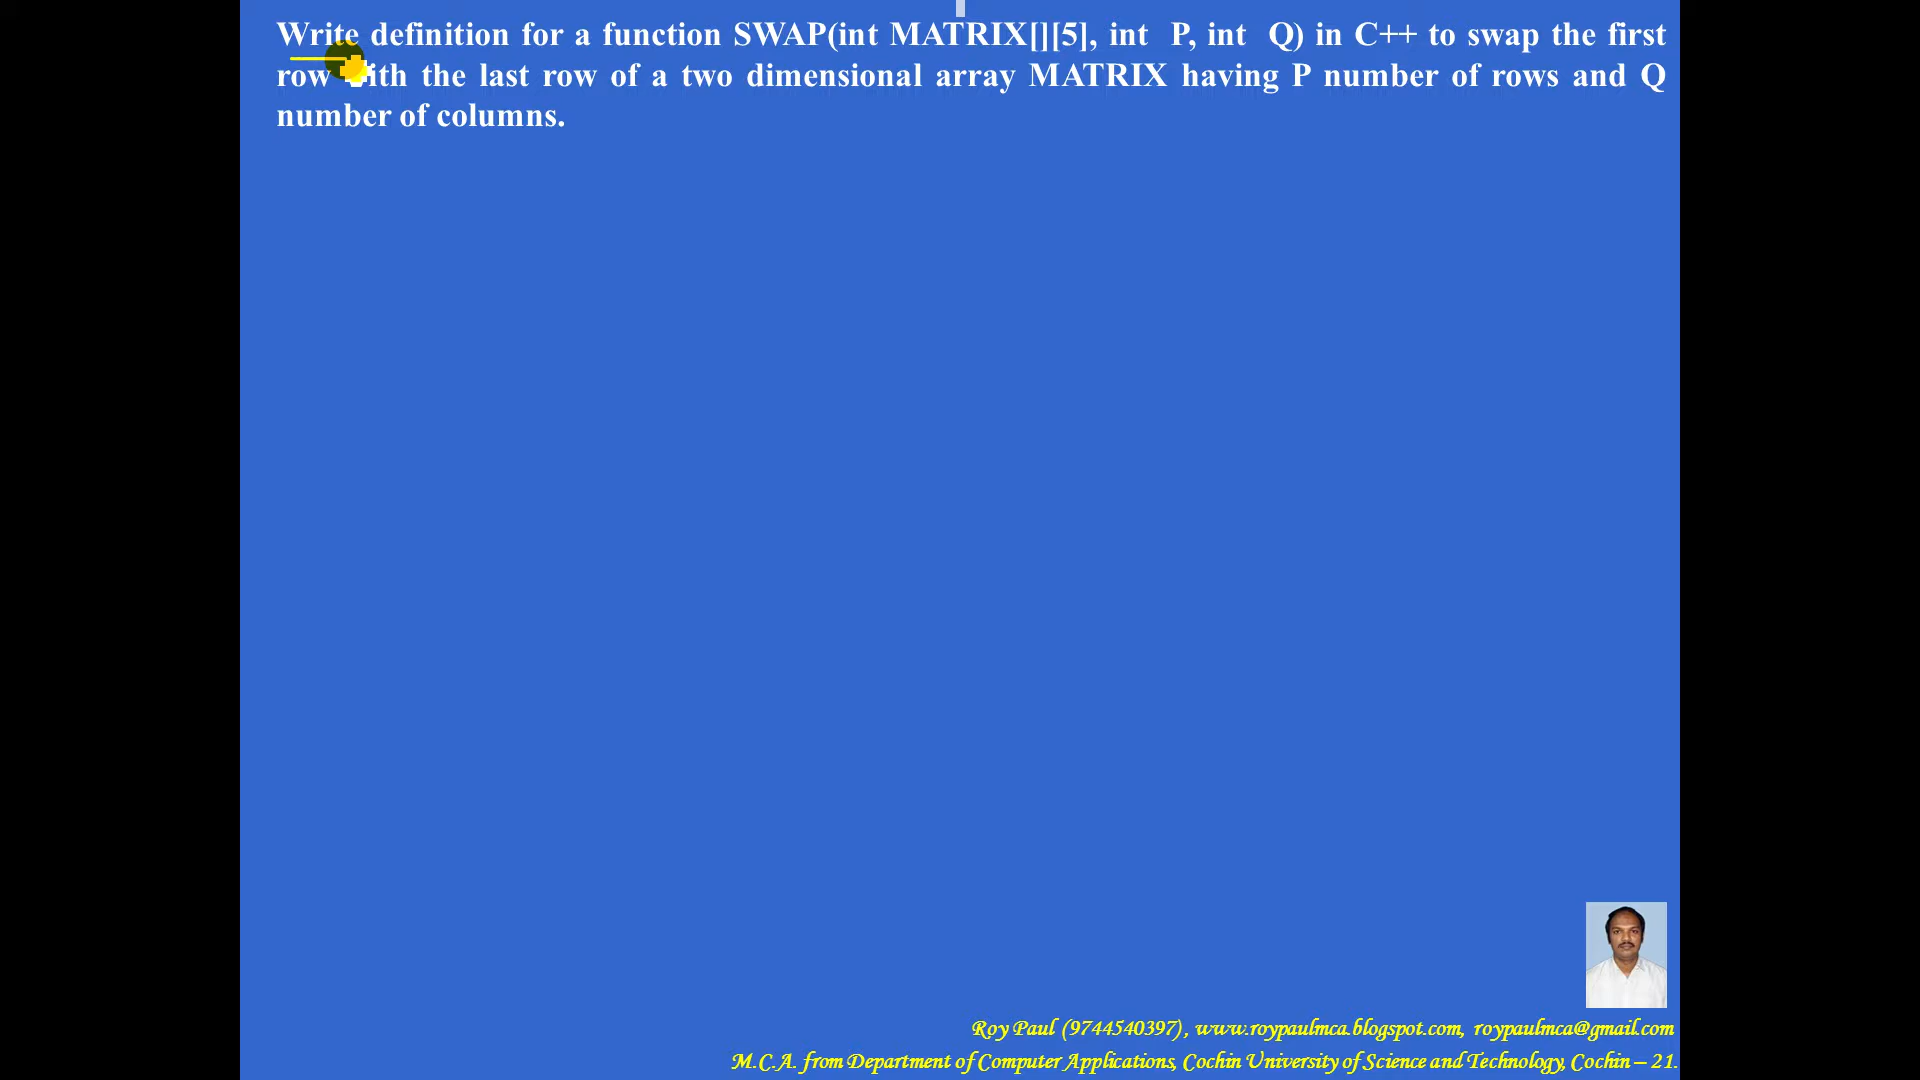 Write definition for a function SWAP(int MATRIX[][5], int P, int Q) in C++ to swap the first
row with the last row of a two dimensional array MATRIX having P number of rows and Q
number of columns.
Roy Paul (9744540397), www.roypaulmca.blogspot.com, roypaulmca@gmail.com
M.C.A. from Department of Computer Applications, Cochin University of Science and Technology, Cochin – 21.